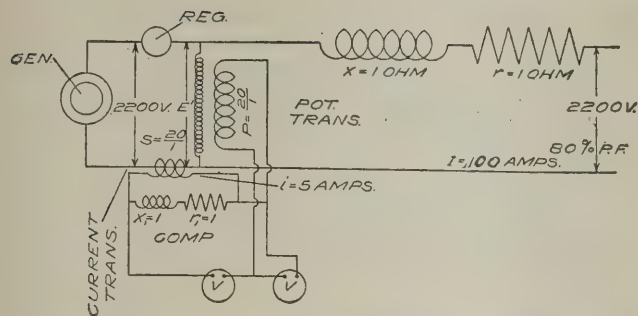 REG.
GEN.
X = 1 OHM
r = 1 OHM
2200V. E'
POT. TRANS.
2200V.
S = 20/1
P = 20/1
80% P.F.
I = 100 AMPS.
i = 5 AMPS.
X₁ = 1
r₁ = 1
COMP
CURRENT TRANS.
V
V